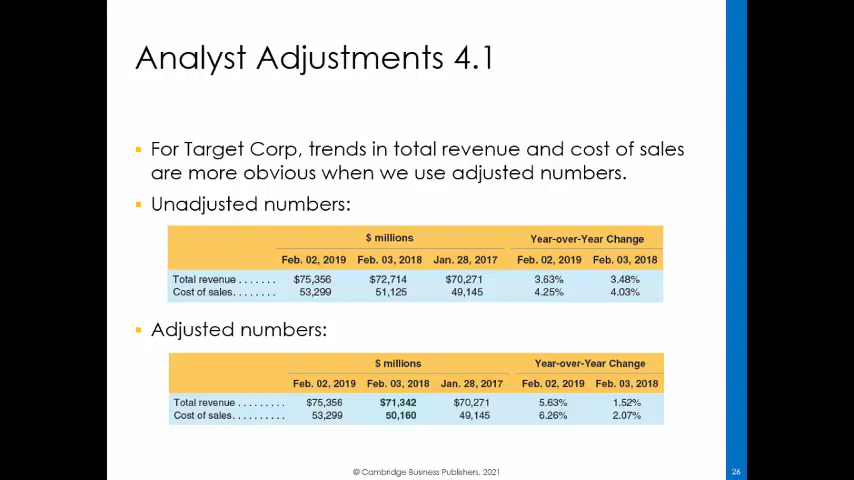 Analyst Adjustments 4.1
For Target Corp, trends in total revenue and cost of sales
are more obvious when we use adjusted numbers.
Unadjusted numbers:
$ millions Year-over-Year Change
Feb. 02, 2019 Feb. 03, 2018 Jan. 28, 2017 Feb. 02, 2019 Feb. 03, 2018
Total revenue . . . . . . . $75,356 $72,714 $70,271 3.63% 3.48%
Cost of sales. . . . . . . . 53,299 51,125 49,145 4.25% 4.03%
Adjusted numbers:
$ millions Year-over-Year Change
Feb. 02, 2019 Feb. 03, 2018 Jan. 28, 2017 Feb. 02, 2019 Feb. 03, 2018
Total revenue . . . . . . . . . $75,356 $71,342 $70,271 5.63% 1.52%
Cost of sales. . . . . . . . . . 53,299 50,160 49,145 6.26% 2.07%
© Cambridge Business Publishers, 2021
26